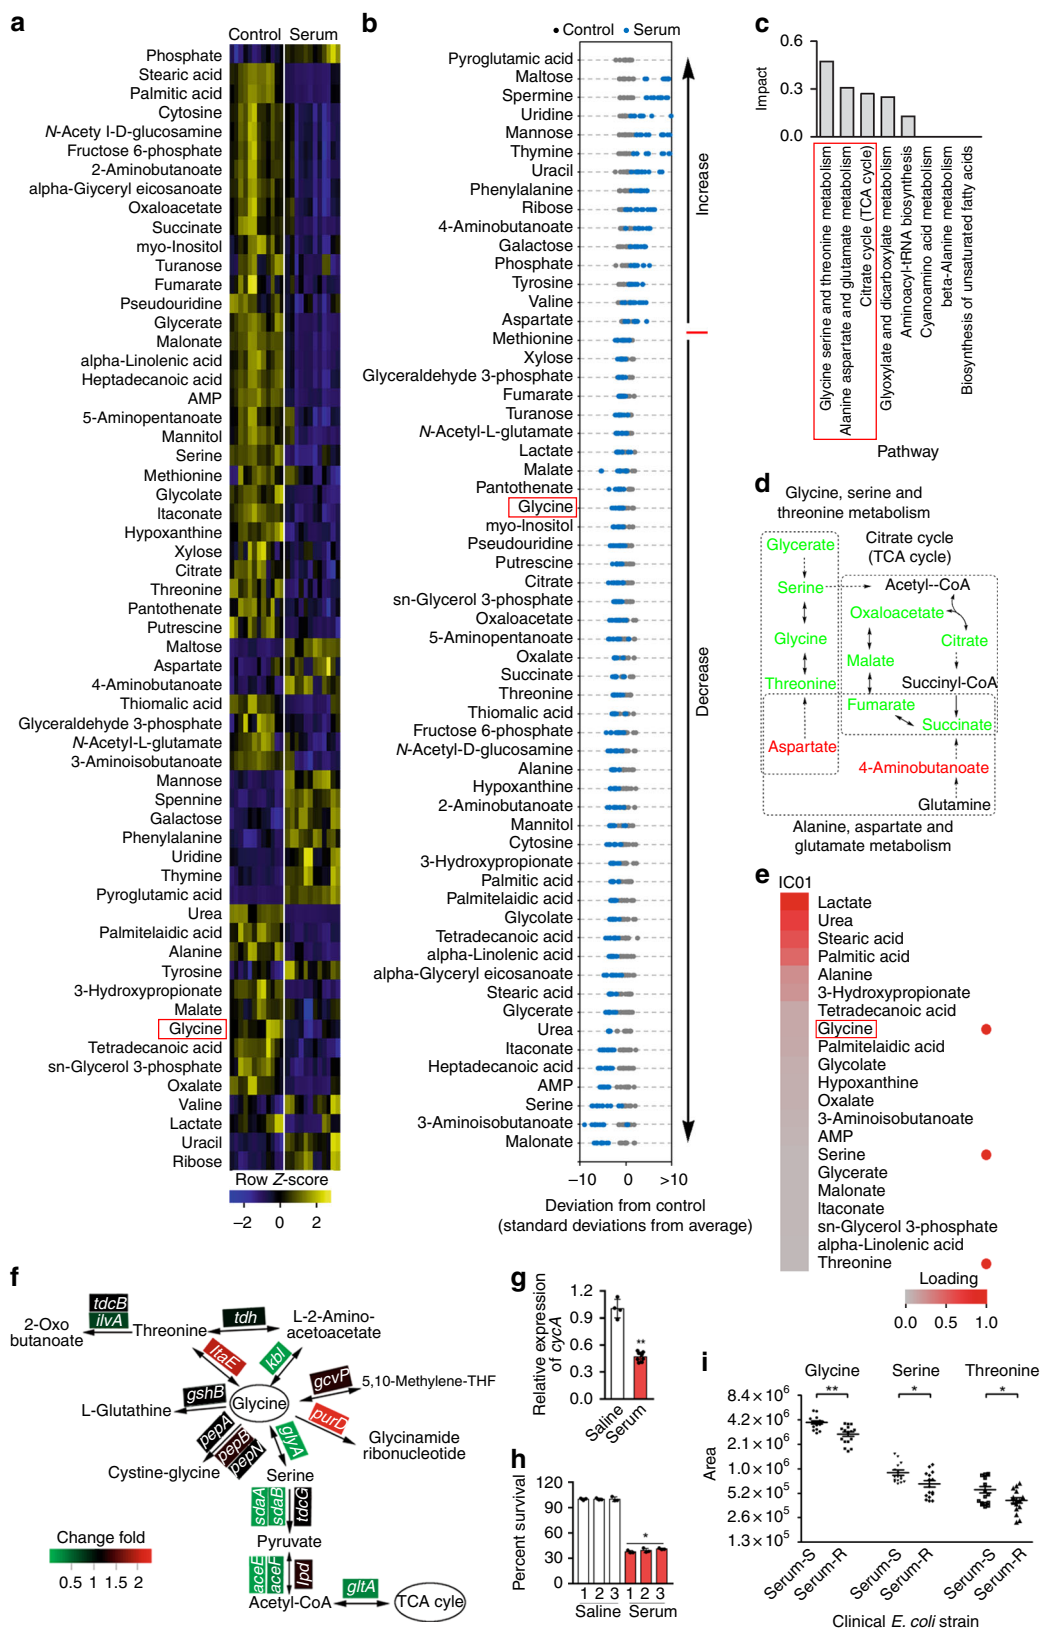 a
Control Serum
Phosphate
Stearic acid
Palmitic acid
Cytosine
N-Acety l-D-glucosamine
Fructose 6-phosphate
2-Aminobutanoate
alpha-Giyceryl eicosanoate
Oxaloacetate
Succinate
myo-Inositol
Turanose
Fumarate
Pseudouridine
Glycerate
Malonate
alpha-Linolenic acid
Heptadecanoic acid
AMP
5-Aminopentanoate
Mannitol
Serine
Methionine
Glycolate
Itaconate
Hypoxanthine
Xylose
Citrate
Threonine
Pantothenate
Putrescine
Maltose
Aspartate
4-Aminobutanoate
Thiomalic acid
Glyceraldehyde 3-phosphate
N-Acetyl-L-glutamate
3-Aminoisobutanoate
Mannose
Spennine
Galactose
Phenylalanine
Uridine
Thymine
Pyroglutamic acid
Urea
Palmitelaidic acid
Alanine
Tyrosine
3-Hydroxypropionate
Malate
Glycine
Tetradecanoic acid
sn-Glycerol 3-phosphate
Oxalate
Valine
Lactate
Uracil
Ribose
Row Z-score
−2 0 2
b
Control Serum
Pyroglutamic acid
Maltose
Spermine
Uridine
Mannose
Thymine
Uracil
Phenylalanine
Ribose
4-Aminobutanoate
Galactose
Phosphate
Tyrosine
Valine
Aspartate
Methionine
Xylose
Glyceraldehyde 3-phosphate
Fumarate
Turanose
N-Acetyl-L-glutamate
Lactate
Malate
Pantothenate
Glycine
myo-Inositol
Pseudouridine
Putrescine
Citrate
sn-Glycerol 3-phosphate
Oxaloacetate
5-Aminopentanoate
Oxalate
Succinate
Threonine
Thiomalic acid
Fructose 6-phosphate
N-Acetyl-D-glucosamine
Alanine
Hypoxanthine
2-Aminobutanoate
Mannitol
Cytosine
3-Hydroxypropionate
Palmitic acid
Palmitelaidic acid
Glycolate
Tetradecanoic acid
alpha-Linolenic acid
alpha-Glyceryl eicosanoate
Stearic acid
Glycerate
Urea
Itaconate
Heptadecanoic acid
AMP
Serine
3-Aminoisobutanoate
Malonate
Increase
Decrease
−10 0 >10
Deviation from control
(standard deviations from average)
c
Impact
0.6
0.3
0.0
Glycine serine and threonine metabolism
Alanine aspartate and glutamate metabolism
Citrate cycle (TCA cycle)
Glyoxylate and dicarboxylate metabolism
Aminoacyl-tRNA biosynthesis
Cyanoamino acid metabolism
beta-Alanine metabolism
Biosynthesis of unsaturated fatty acids
Pathway
d
Glycine, serine and
threonine metabolism
Citrate cycle
(TCA cycle)
Glycerate
Serine
Acetyl--CoA
Oxaloacetate
Glycine
Citrate
Malate
Threonine
Succinyl-CoA
Fumarate
Succinate
Aspartate
4-Aminobutanoate
Glutamine
Alanine, aspartate and
glutamate metabolism
e
IC01
Lactate
Urea
Stearic acid
Palmitic acid
Alanine
3-Hydroxypropionate
Tetradecanoic acid
Glycine
Palmitelaidic acid
Glycolate
Hypoxanthine
Oxalate
3-Aminoisobutanoate
AMP
Serine
Glycerate
Malonate
Itaconate
sn-Glycerol 3-phosphate
alpha-Linolenic acid
Threonine
Loading
0.0 0.5 1.0
f
tdcB
ilvA
2-Oxo
butanoate
Threonine
tdh
L-2-Amino-
acetoacetate
ltaE
kbl
gcvP
5,10-Methylene-THF
gshB
L-Glutathine
Glycine
purD
Glycinamide
ribonucleotide
pepA
pepB
pepN
Cystine-glycine
glyA
Serine
sdaA
sdaB
tdcG
Pyruvate
aceE
aceF
lpd
Acetyl-CoA
gltA
TCA cyle
Change fold
0.5 1 1.5 2
g
Relative expression
of cycA
1.2
0.9
0.6
0.3
0.0
**
Saline
Serum
h
Percent survival
120
90
60
30
0
*
1 2 3 1 2 3
Saline Serum
i
Glycine Serine Threonine
** * *
Area
8.4 × 10⁶
4.2 × 10⁶
2.1 × 10⁶
1.0 × 10⁶
5.2 × 10⁵
2.6 × 10⁵
1.3 × 10⁵
Serum-S
Serum-R
Serum-S
Serum-R
Serum-S
Serum-R
Clinical E. coli strain